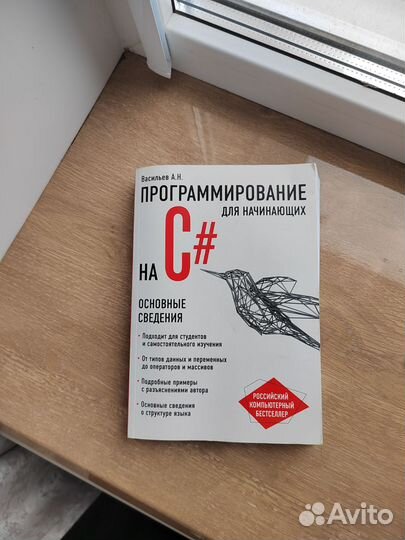 Васильев А.Н.
ПРОГРАММИРОВАНИЕ
ДЛЯ НАЧИНАЮЩИХ
НА C#
ОСНОВНЫЕ
СВЕДЕНИЯ
• Подходит для студентов
и самостоятельного изучения
• От типов данных и переменных
до операторов и массивов
• Подробные примеры
с разъяснениями автора
• Основные сведения
о структуре языка
РОССИЙСКИЙ
КОМПЬЮТЕРНЫЙ
БЕСТСЕЛЛЕР
Avito